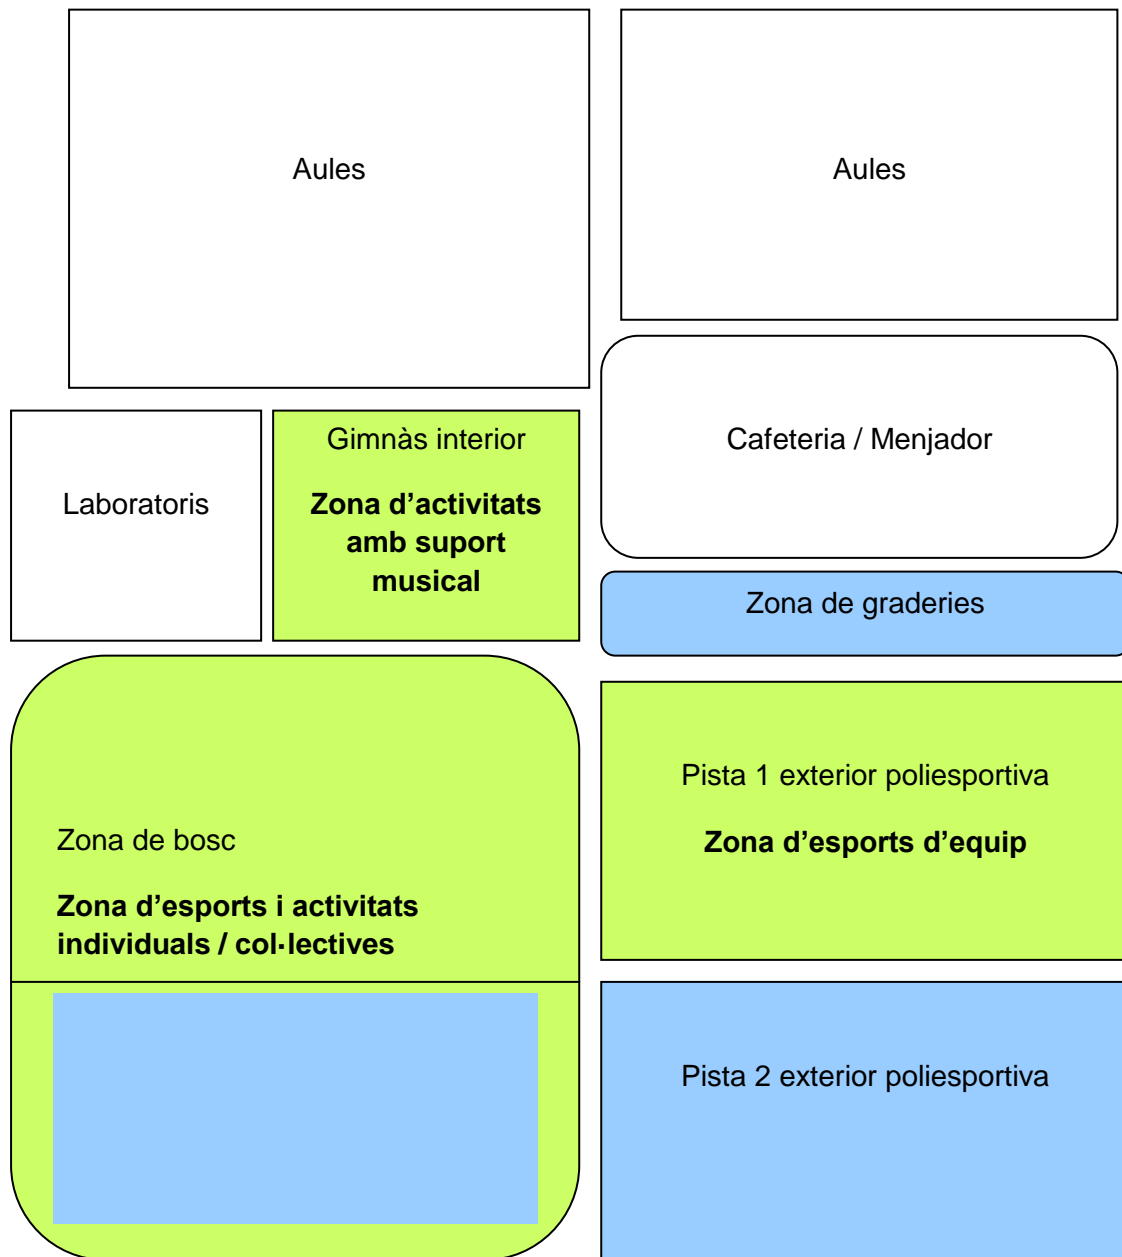 Aules
Aules
Cafeteria / Menjador
Laboratoris
Gimnàs interior
Zona d’activitats
amb suport
musical
Zona de graderies
Zona de bosc
Zona d’esports i activitats
individuals / col·lectives
Pista 1 exterior poliesportiva
Zona d’esports d’equip
Pista 2 exterior poliesportiva